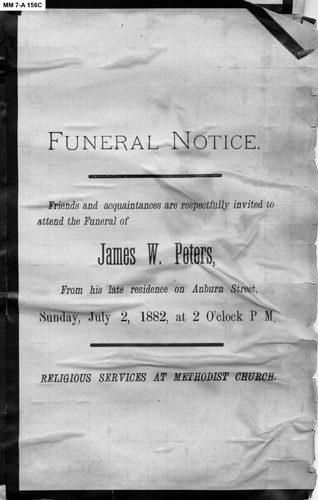 MM 7-A 156C
FUNERAL NOTICE.
Friends and acquaintances are respectfully invited to
attend the Funeral of
James W. Peters,
From his late residence on Auburn Street,
Sunday, July 2, 1882, at 2 O'clock P M.
RELIGIOUS SERVICES AT METHODIST CHURCH.